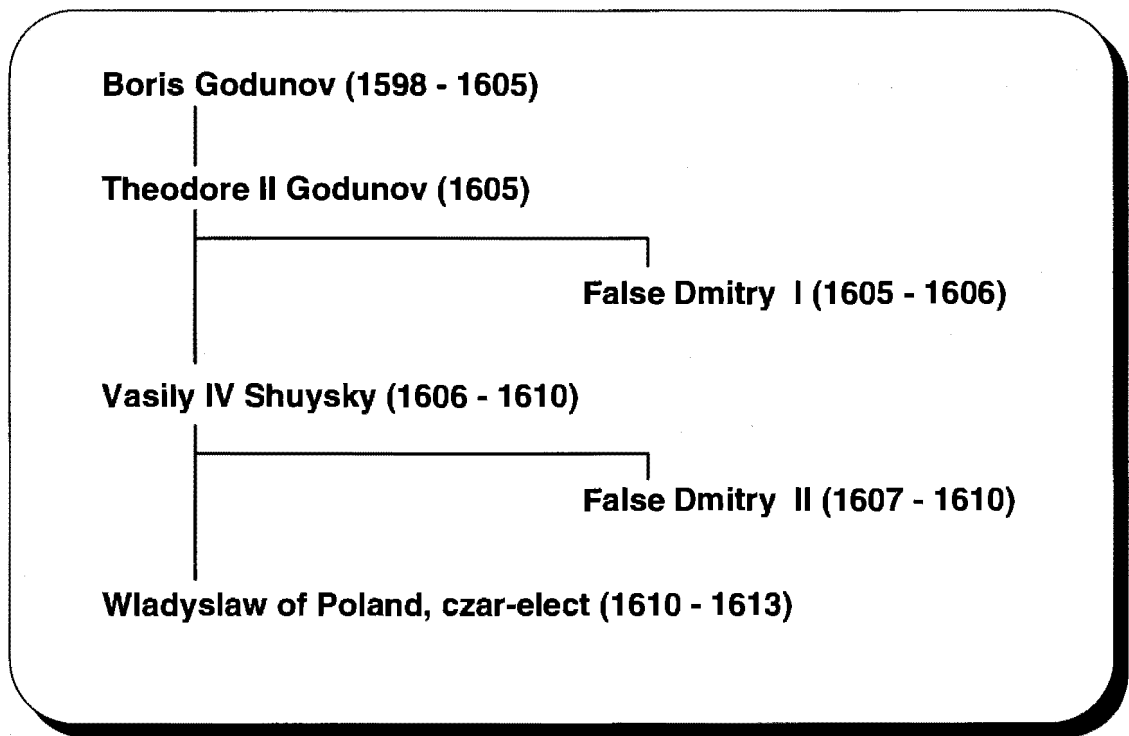 Boris Godunov (1598 - 1605)
Theodore II Godunov (1605)
False Dmitry I (1605 - 1606)
Vasily IV Shuysky (1606 - 1610)
False Dmitry II (1607 - 1610)
Wladyslaw of Poland, czar-elect (1610 - 1613)